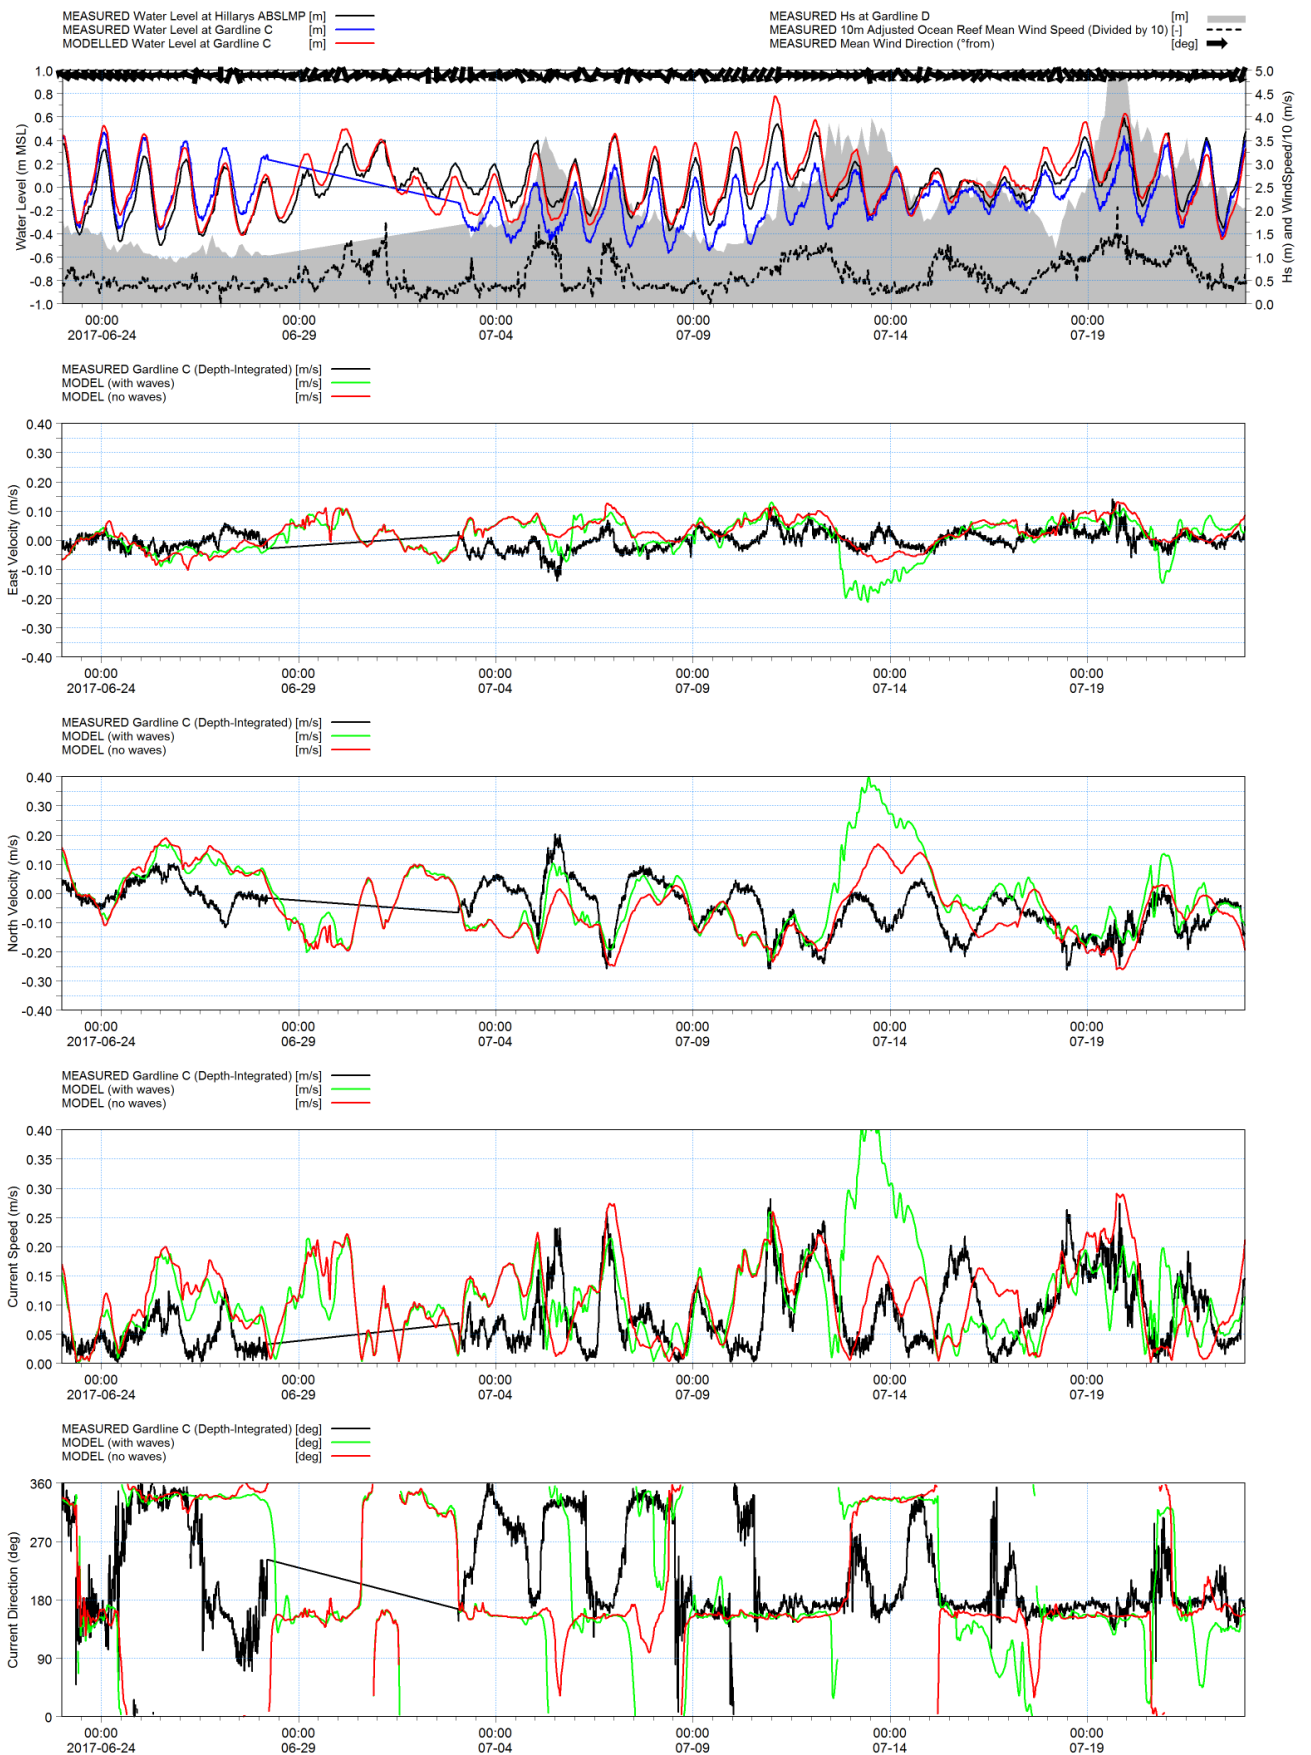 MEASURED Water Level at Hillarys ABSLMP [m]
MEASURED Water Level at Gardline C [m]
MODELLED Water Level at Gardline C [m]
MEASURED Hs at Gardline D [m]
MEASURED 10m Adjusted Ocean Reef Mean Wind Speed (Divided by 10) [-]
MEASURED Mean Wind Direction (°from) [deg]
Water Level (m MSL)
1.0
0.8
0.6
0.4
0.2
0.0
-0.2
-0.4
-0.6
-0.8
-1.0
5.0
4.5
4.0
3.5
3.0
2.5
2.0
1.5
1.0
0.5
0.0
Hs (m) and WindSpeed/10 (m/s)
00:00 00:00 00:00 00:00 00:00 00:00
2017-06-24 06-29 07-04 07-09 07-14 07-19
MEASURED Gardline C (Depth-Integrated) [m/s]
MODEL (with waves) [m/s]
MODEL (no waves) [m/s]
East Velocity (m/s)
0.40
0.30
0.20
0.10
0.00
-0.10
-0.20
-0.30
-0.40
00:00 00:00 00:00 00:00 00:00 00:00
2017-06-24 06-29 07-04 07-09 07-14 07-19
MEASURED Gardline C (Depth-Integrated) [m/s]
MODEL (with waves) [m/s]
MODEL (no waves) [m/s]
North Velocity (m/s)
0.40
0.30
0.20
0.10
0.00
-0.10
-0.20
-0.30
-0.40
00:00 00:00 00:00 00:00 00:00 00:00
2017-06-24 06-29 07-04 07-09 07-14 07-19
MEASURED Gardline C (Depth-Integrated) [m/s]
MODEL (with waves) [m/s]
MODEL (no waves) [m/s]
Current Speed (m/s)
0.40
0.35
0.30
0.25
0.20
0.15
0.10
0.05
0.00
00:00 00:00 00:00 00:00 00:00 00:00
2017-06-24 06-29 07-04 07-09 07-14 07-19
MEASURED Gardline C (Depth-Integrated) [deg]
MODEL (with waves) [deg]
MODEL (no waves) [deg]
Current Direction (deg)
360
270
180
90
0
00:00 00:00 00:00 00:00 00:00 00:00
2017-06-24 06-29 07-04 07-09 07-14 07-19